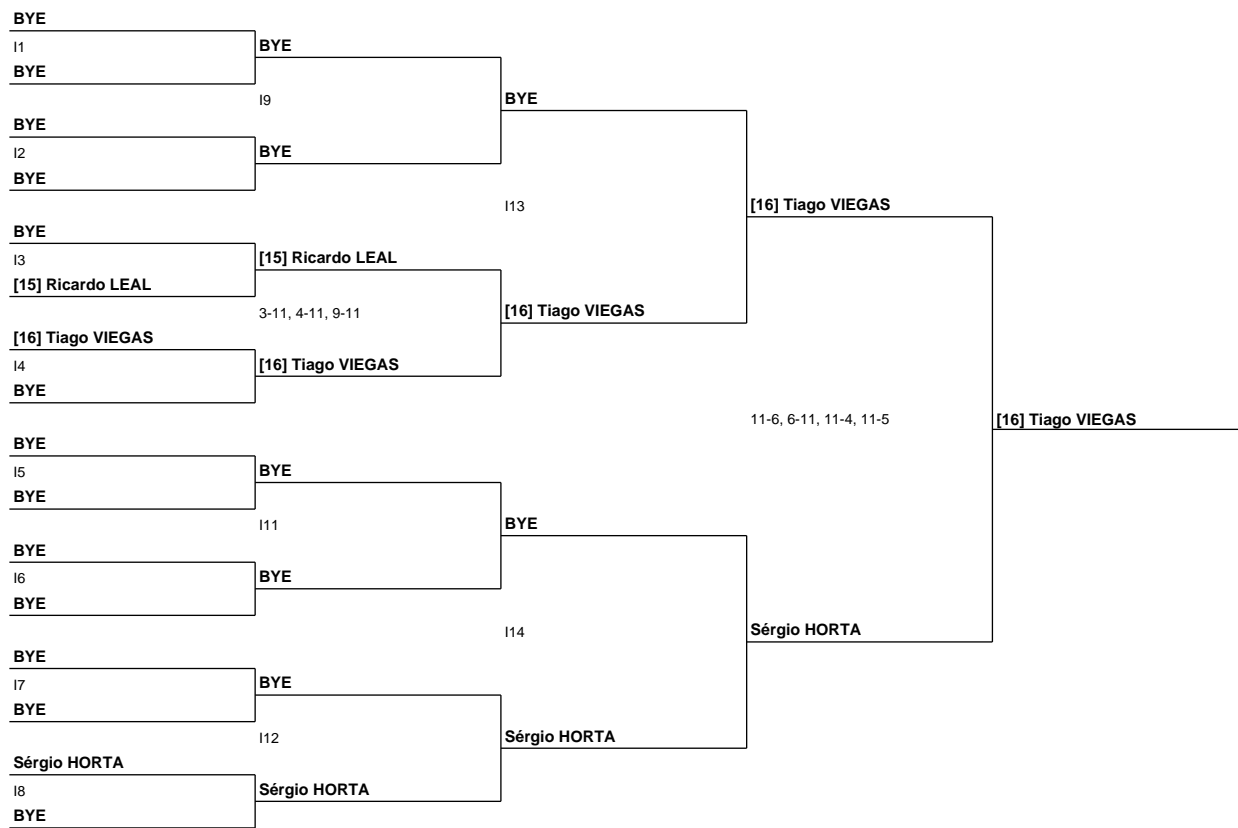 BYE
I1
BYE
BYE
I9
BYE
BYE
I2
BYE
BYE
I13
[16] Tiago VIEGAS
BYE
I3
[15] Ricardo LEAL
[15] Ricardo LEAL
3-11, 4-11, 9-11
[16] Tiago VIEGAS
[16] Tiago VIEGAS
I4
[16] Tiago VIEGAS
BYE
11-6, 6-11, 11-4, 11-5
[16] Tiago VIEGAS
BYE
I5
BYE
BYE
I11
BYE
BYE
I6
BYE
BYE
I14
Sérgio HORTA
BYE
I7
BYE
BYE
I12
Sérgio HORTA
Sérgio HORTA
I8
Sérgio HORTA
BYE